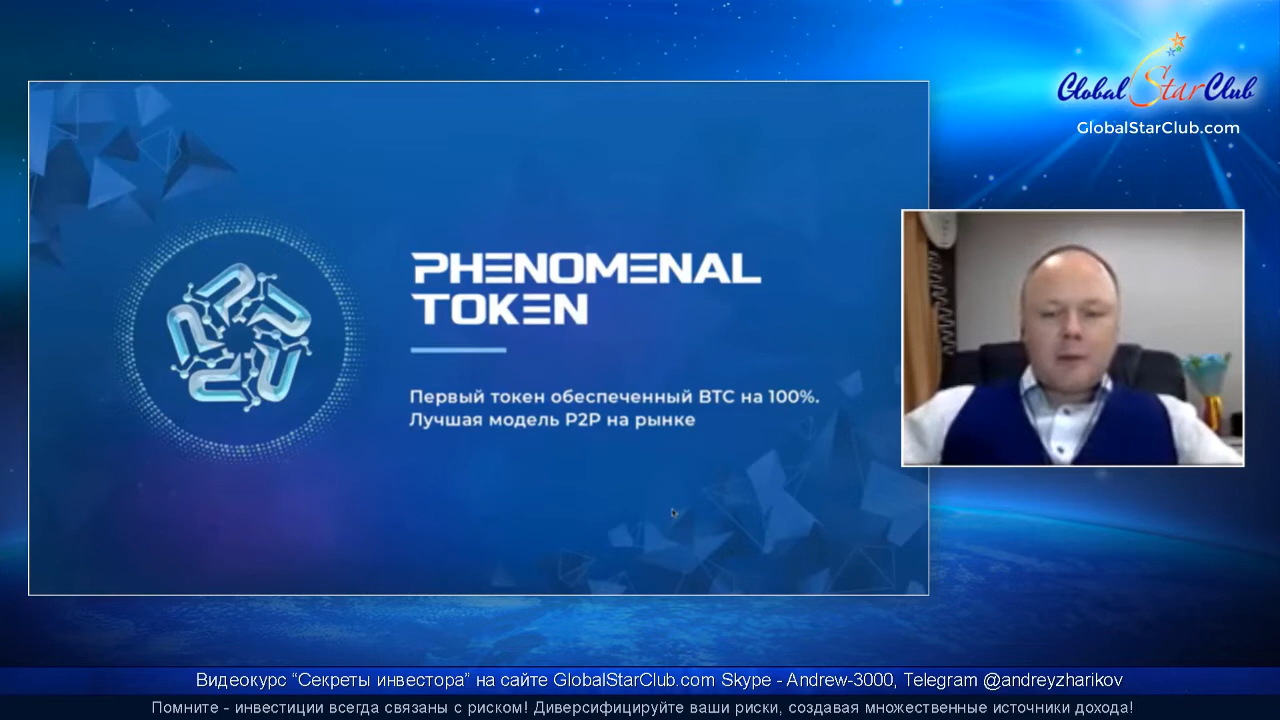 Global Star Club
GlobalStarClub.com
PHENOMENAL
TOKEN
Первый токен обеспеченный BTC на 100%.
Лучшая модель P2P на рынке
Видеокурс “Секреты инвестора” на сайте GlobalStarClub.com Skype - Andrew-3000, Telegram @andreyzharikov
Помните - инвестиции всегда связаны с риском! Диверсифицируйте ваши риски, создавая множественные источники дохода!